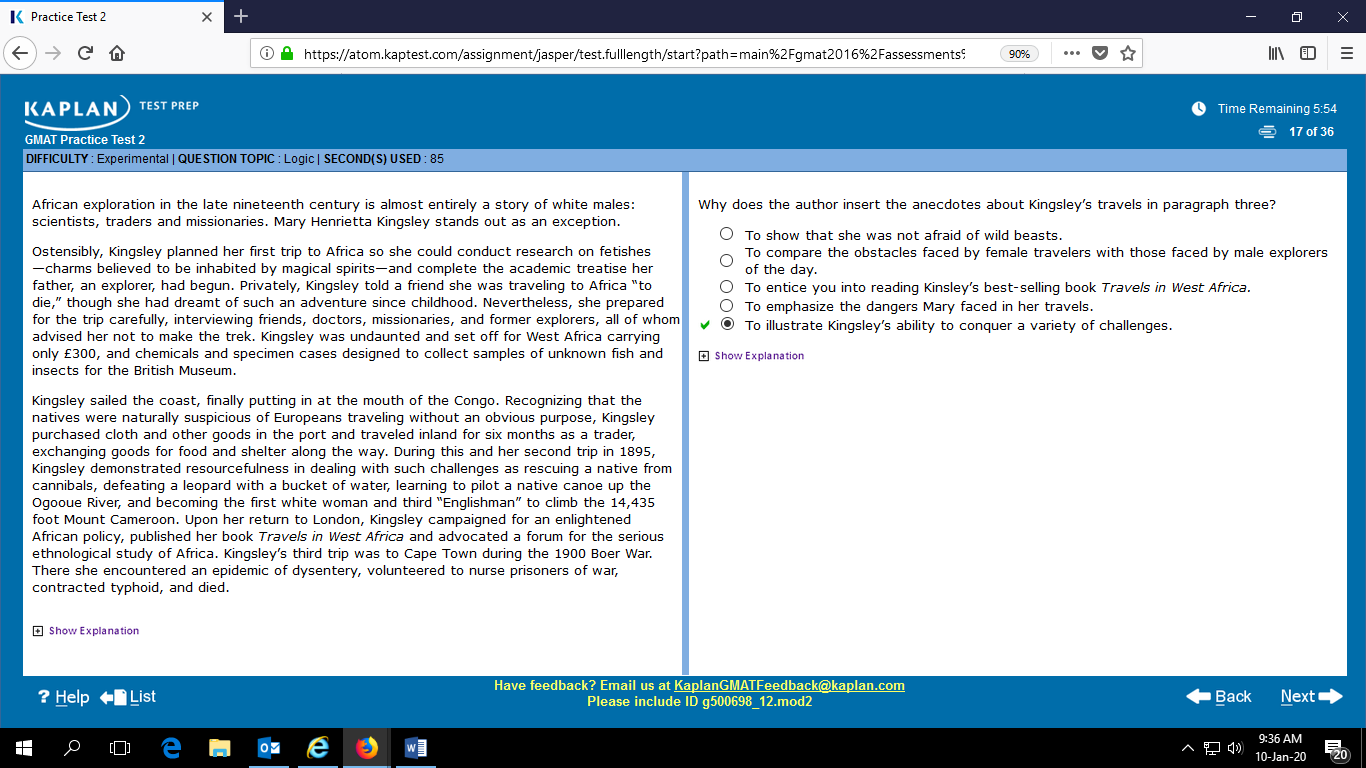 Practice Test 2
https://atom.kaptest.com/assignment/jasper/test.fulllength/start?path=main%2Fgmat2016%2Fassessments%
90%
KAPLAN TEST PREP
GMAT Practice Test 2
Time Remaining 5:54
17 of 36
DIFFICULTY : Experimental | QUESTION TOPIC : Logic | SECOND(S) USED : 85
African exploration in the late nineteenth century is almost entirely a story of white males:
scientists, traders and missionaries. Mary Henrietta Kingsley stands out as an exception.
Ostensibly, Kingsley planned her first trip to Africa so she could conduct research on fetishes
—charms believed to be inhabited by magical spirits—and complete the academic treatise her
father, an explorer, had begun. Privately, Kingsley told a friend she was traveling to Africa “to
die,” though she had dreamt of such an adventure since childhood. Nevertheless, she prepared
for the trip carefully, interviewing friends, doctors, missionaries, and former explorers, all of whom
advised her not to make the trek. Kingsley was undaunted and set off for West Africa carrying
only £300, and chemicals and specimen cases designed to collect samples of unknown fish and
insects for the British Museum.
Kingsley sailed the coast, finally putting in at the mouth of the Congo. Recognizing that the
natives were naturally suspicious of Europeans traveling without an obvious purpose, Kingsley
purchased cloth and other goods in the port and traveled inland for six months as a trader,
exchanging goods for food and shelter along the way. During this and her second trip in 1895,
Kingsley demonstrated resourcefulness in dealing with such challenges as rescuing a native from
cannibals, defeating a leopard with a bucket of water, learning to pilot a native canoe up the
Ogooue River, and becoming the first white woman and third “Englishman” to climb the 14,435
foot Mount Cameroon. Upon her return to London, Kingsley campaigned for an enlightened
African policy, published her book Travels in West Africa and advocated a forum for the serious
ethnological study of Africa. Kingsley’s third trip was to Cape Town during the 1900 Boer War.
There she encountered an epidemic of dysentery, volunteered to nurse prisoners of war,
contracted typhoid, and died.
Show Explanation
Why does the author insert the anecdotes about Kingsley’s travels in paragraph three?
To show that she was not afraid of wild beasts.
To compare the obstacles faced by female travelers with those faced by male explorers
of the day.
To entice you into reading Kinsley’s best-selling book Travels in West Africa.
To emphasize the dangers Mary faced in her travels.
To illustrate Kingsley’s ability to conquer a variety of challenges.
Show Explanation
? Help
List
Have feedback? Email us at KaplanGMATFeedback@kaplan.com
Please include ID g500698_12.mod2
Back
Next
9:36 AM
10-Jan-20
20